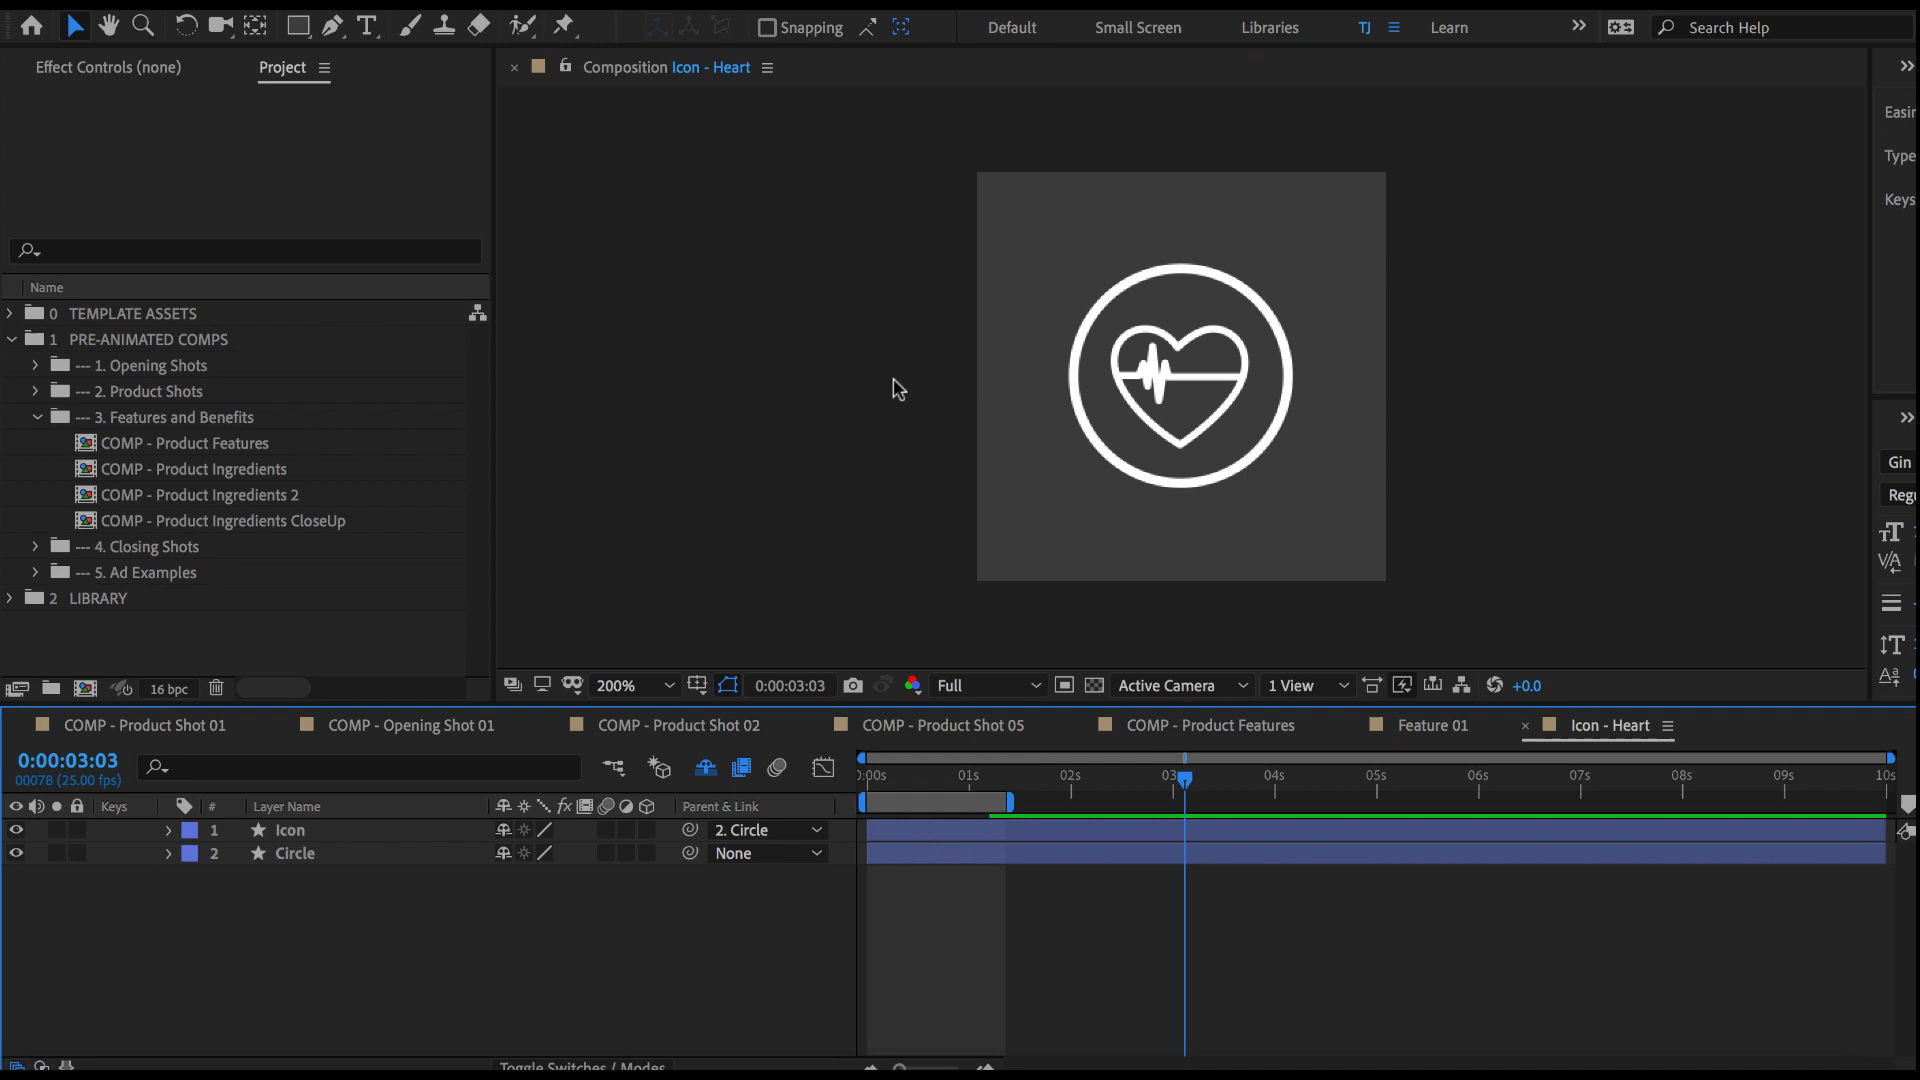 Snapping
Default
Small Screen
Libraries
TJ
Learn
Search Help
Effect Controls (none)
Project
Composition Icon - Heart
Easin
Type
Keys
Name
0 TEMPLATE ASSETS
1 PRE-ANIMATED COMPS
--- 1. Opening Shots
--- 2. Product Shots
--- 3. Features and Benefits
COMP - Product Features
COMP - Product Ingredients
COMP - Product Ingredients 2
COMP - Product Ingredients CloseUp
--- 4. Closing Shots
--- 5. Ad Examples
2 LIBRARY
Gin
Regu
16 bpc
200%
0:00:03:03
Full
Active Camera
1 View
+0.0
COMP - Product Shot 01
COMP - Opening Shot 01
COMP - Product Shot 02
COMP - Product Shot 05
COMP - Product Features
Feature 01
Icon - Heart
0:00:03:03
00078 (25.00 fps)
):00s 01s 02s 03 04s 05s 06s 07s 08s 09s 10s
Keys # Layer Name fx Parent & Link
1 Icon 2. Circle
2 Circle None
Toggle Switches / Modes